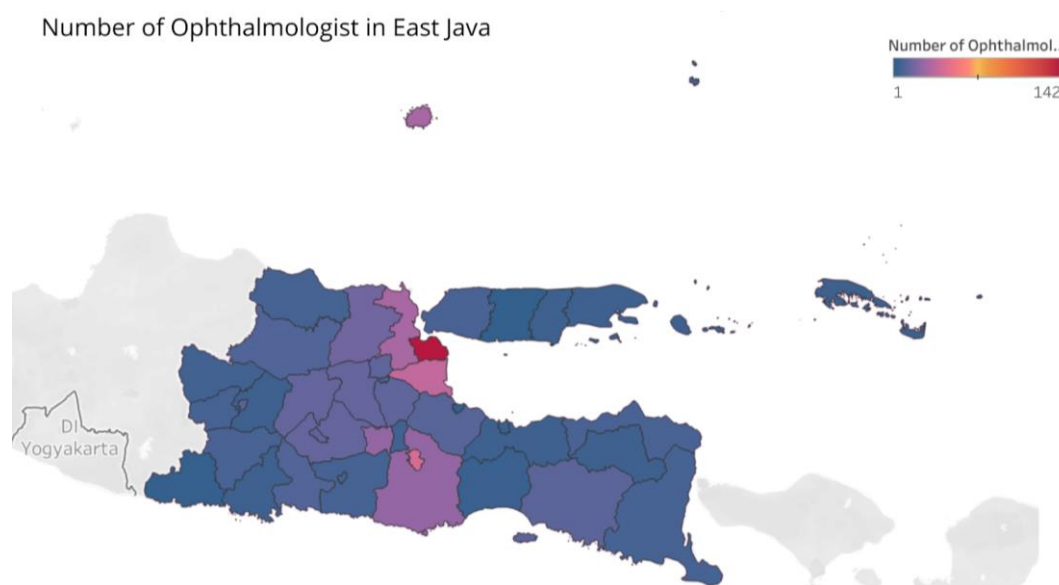 Number of Ophthalmologist in East Java
Number of Ophthalmol..
1 142
DI
Yogyakarta